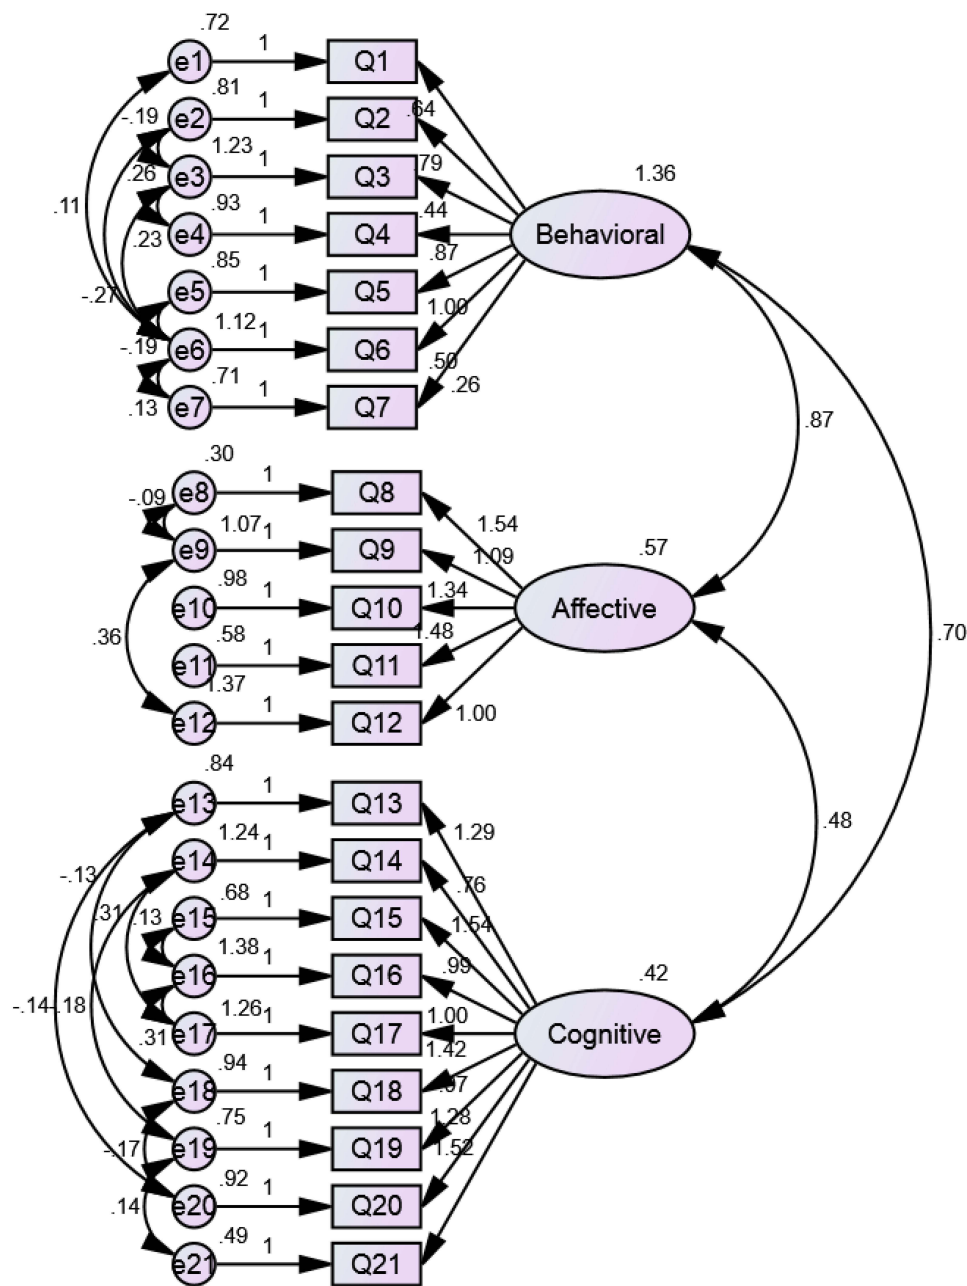 .72
e1 1 Q1
-.19 .81
e2 1 Q2 .64
.26 1.23
e3 1 Q3 .79
1.36
.11 .93
e4 1 Q4 .44
Behavioral
.23 .85
e5 1 Q5 .87
-.27 1.12
e6 1 Q6 1.00
-.19 .71
e7 1 Q7 .50
.13 .26
.87
.30
e8 1 Q8
-.09 1.07
1.54
e9 1 Q9 1.09
.57
.98
e10 1 Q10 1.34
Affective
.36 .58
e11 1 Q11 1.48
1.37
e12 1 Q12 1.00
.70
.84
e13 1 Q13
1.29
-.13 1.24
e14 1 Q14 .76
.31 .13 .68
e15 1 Q15 1.54
.48
1.38
e16 1 Q16 .99
.42
-.14 .18 1.26
e17 1 Q17 1.00
Cognitive
.31 .94
e18 1 Q18 1.42
.75
e19 1 Q19 1.28
-.17 .92
e20 1 Q20 1.52
.14 .49
e21 1 Q21